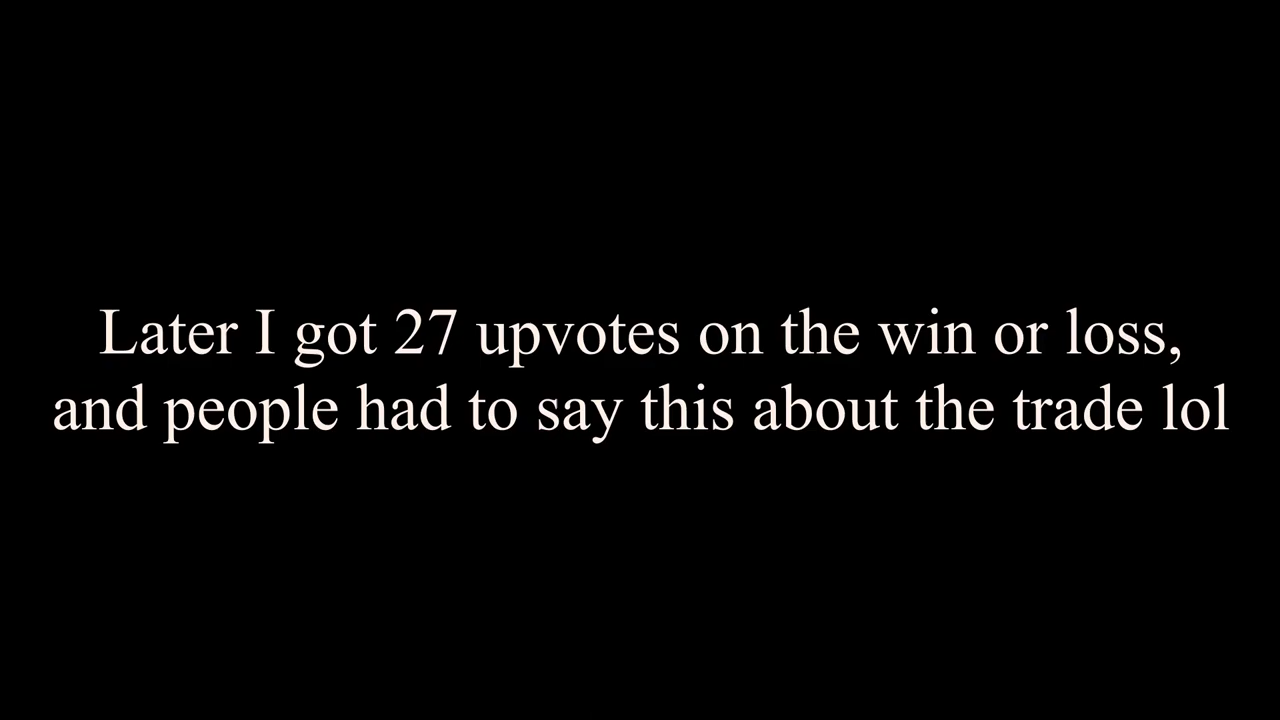 Later I got 27 upvotes on the win or loss,
and people had to say this about the trade lol